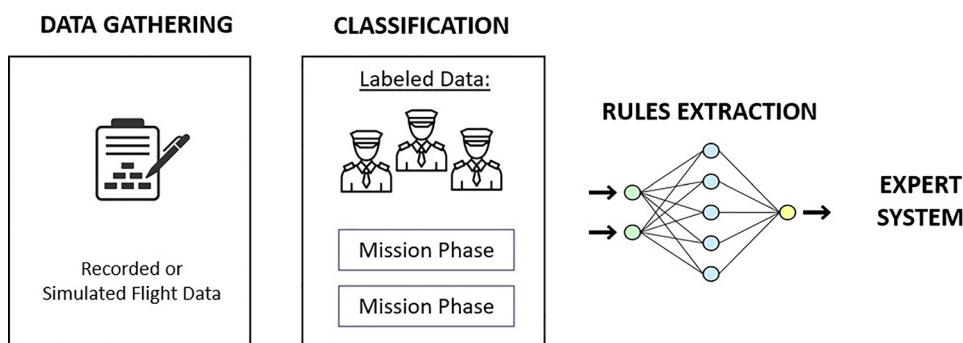 DATA GATHERING
Recorded or
Simulated Flight Data
CLASSIFICATION
Labeled Data:
Mission Phase
Mission Phase
RULES EXTRACTION
EXPERT
SYSTEM